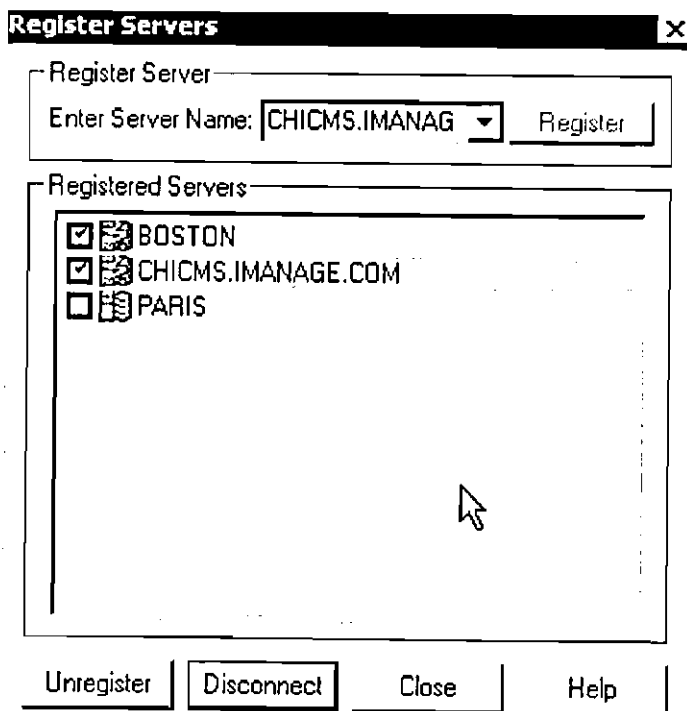 Register Servers
Register Server
Enter Server Name: CHICMS.IMANAG Register
Registered Servers
BOSTON
CHICMS.IMANAGE.COM
PARIS
Unregister Disconnect Close Help